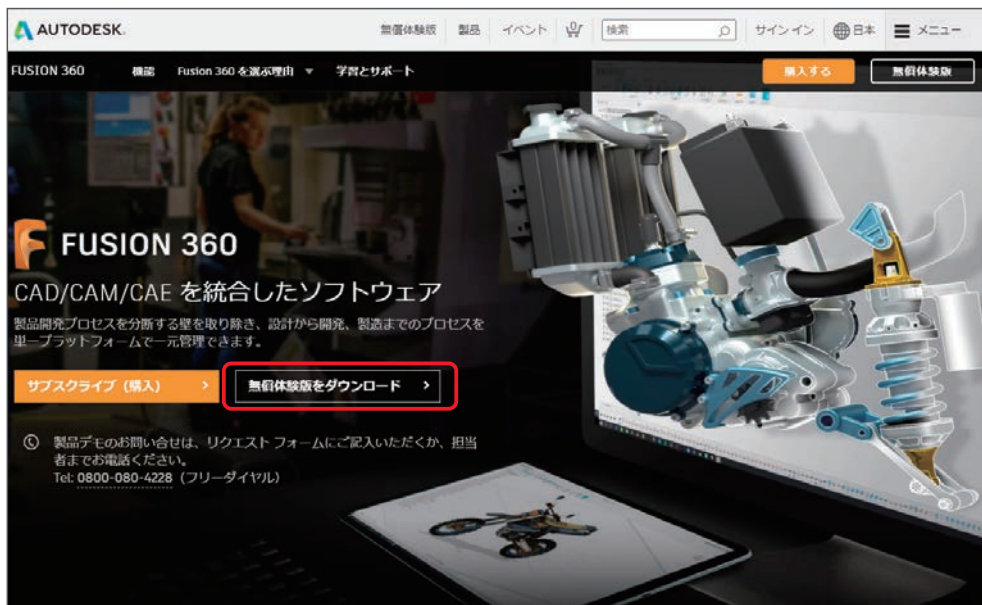 AUTODESK.
無償体験版 製品 イベント 検索 サインイン 日本 メニュー
FUSION 360 機能 Fusion 360 を選ぶ理由 ▼ 学習とサポート 購入する 無償体験版
FUSION 360
CAD/CAM/CAE を統合したソフトウェア
製品開発プロセスを分断する壁を取り除き、設計から開発、製造までのプロセスを
単一プラットフォームで一元管理できます。
サブスクライブ（購入） >
無償体験版をダウンロード >
製品デモのお問い合せは、リクエスト フォームにご記入いただくか、担当
者までお電話ください。
Tel: 0800-080-4228（フリーダイヤル）